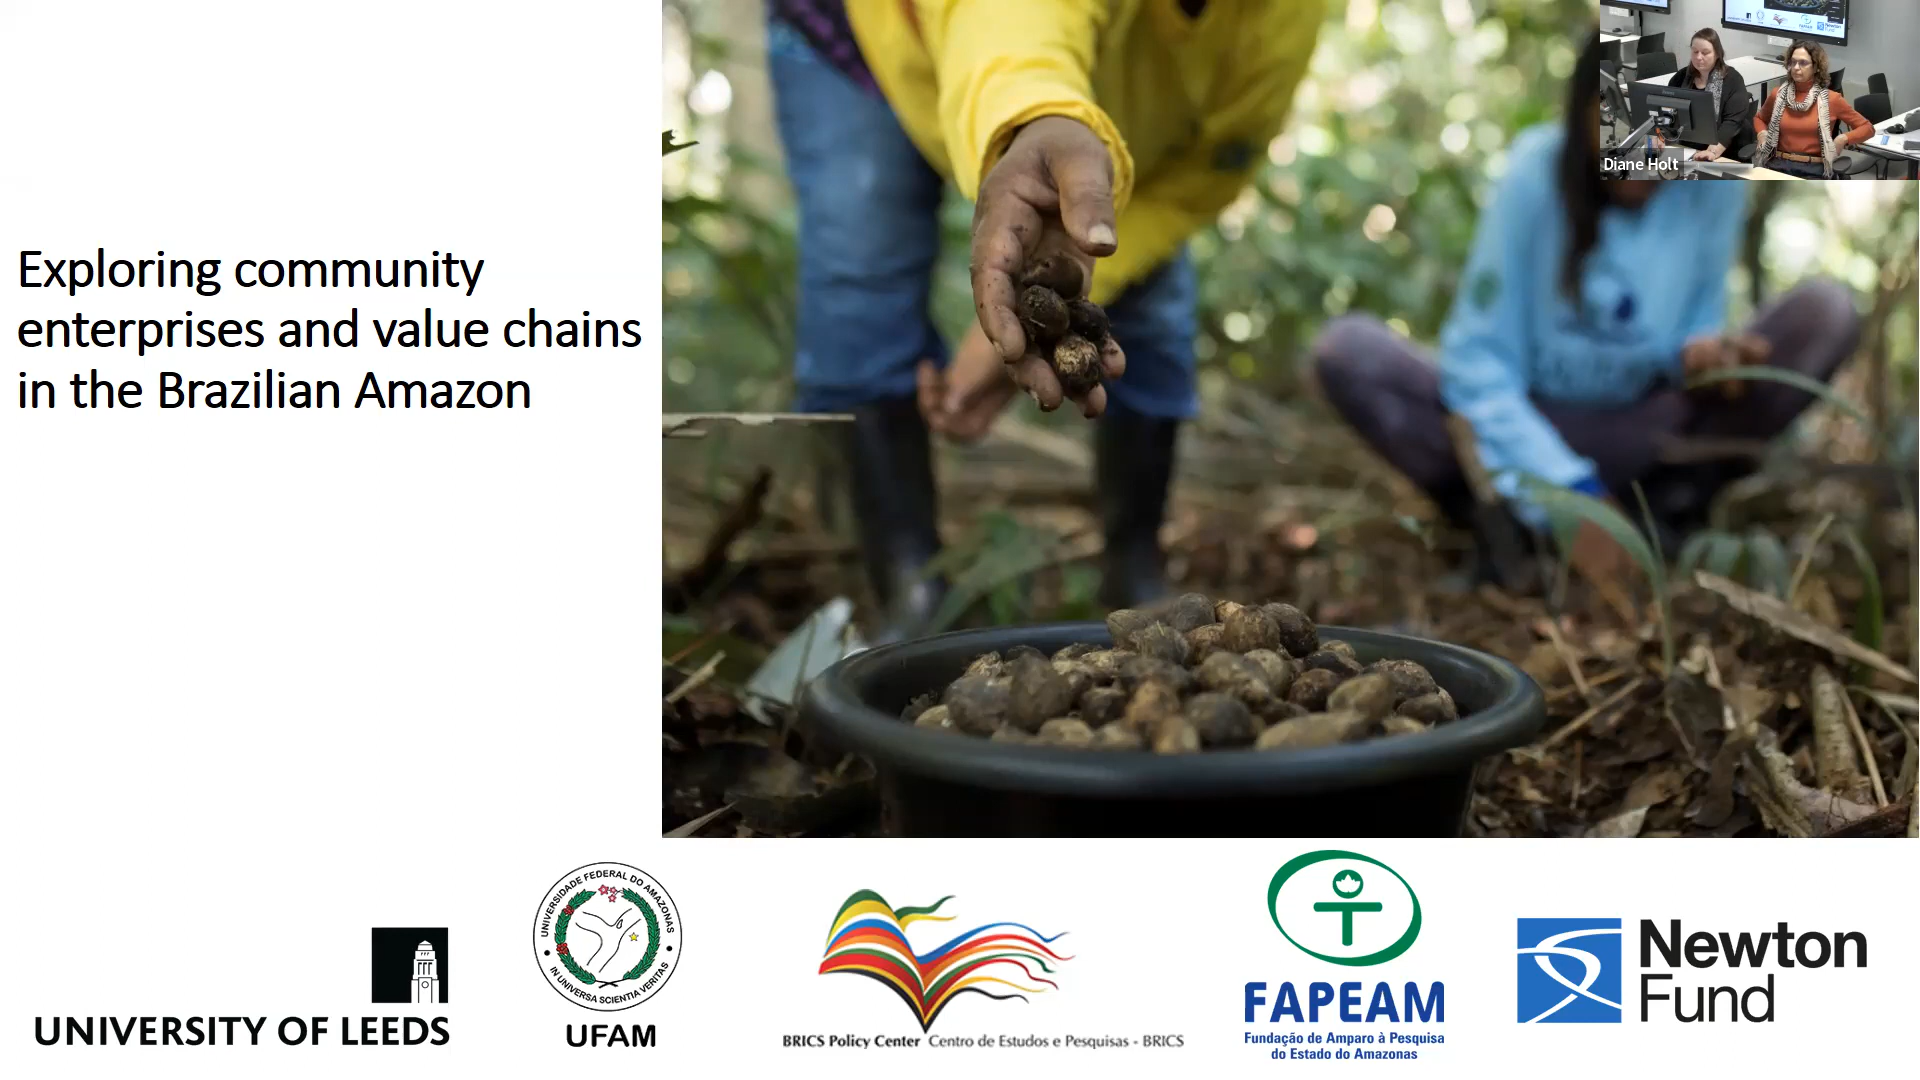 Diane Holt
Exploring community
enterprises and value chains
in the Brazilian Amazon
UNIVERSITY OF LEEDS
UNIVERSIDADE FEDERAL DO AMAZONAS
IN UNIVERSA SCIENTIA VERITAS
UFAM
BRICS Policy Center Centro de Estudos e Pesquisas - BRICS
FAPEAM
Fundação de Amparo à Pesquisa
do Estado do Amazonas
Newton
Fund